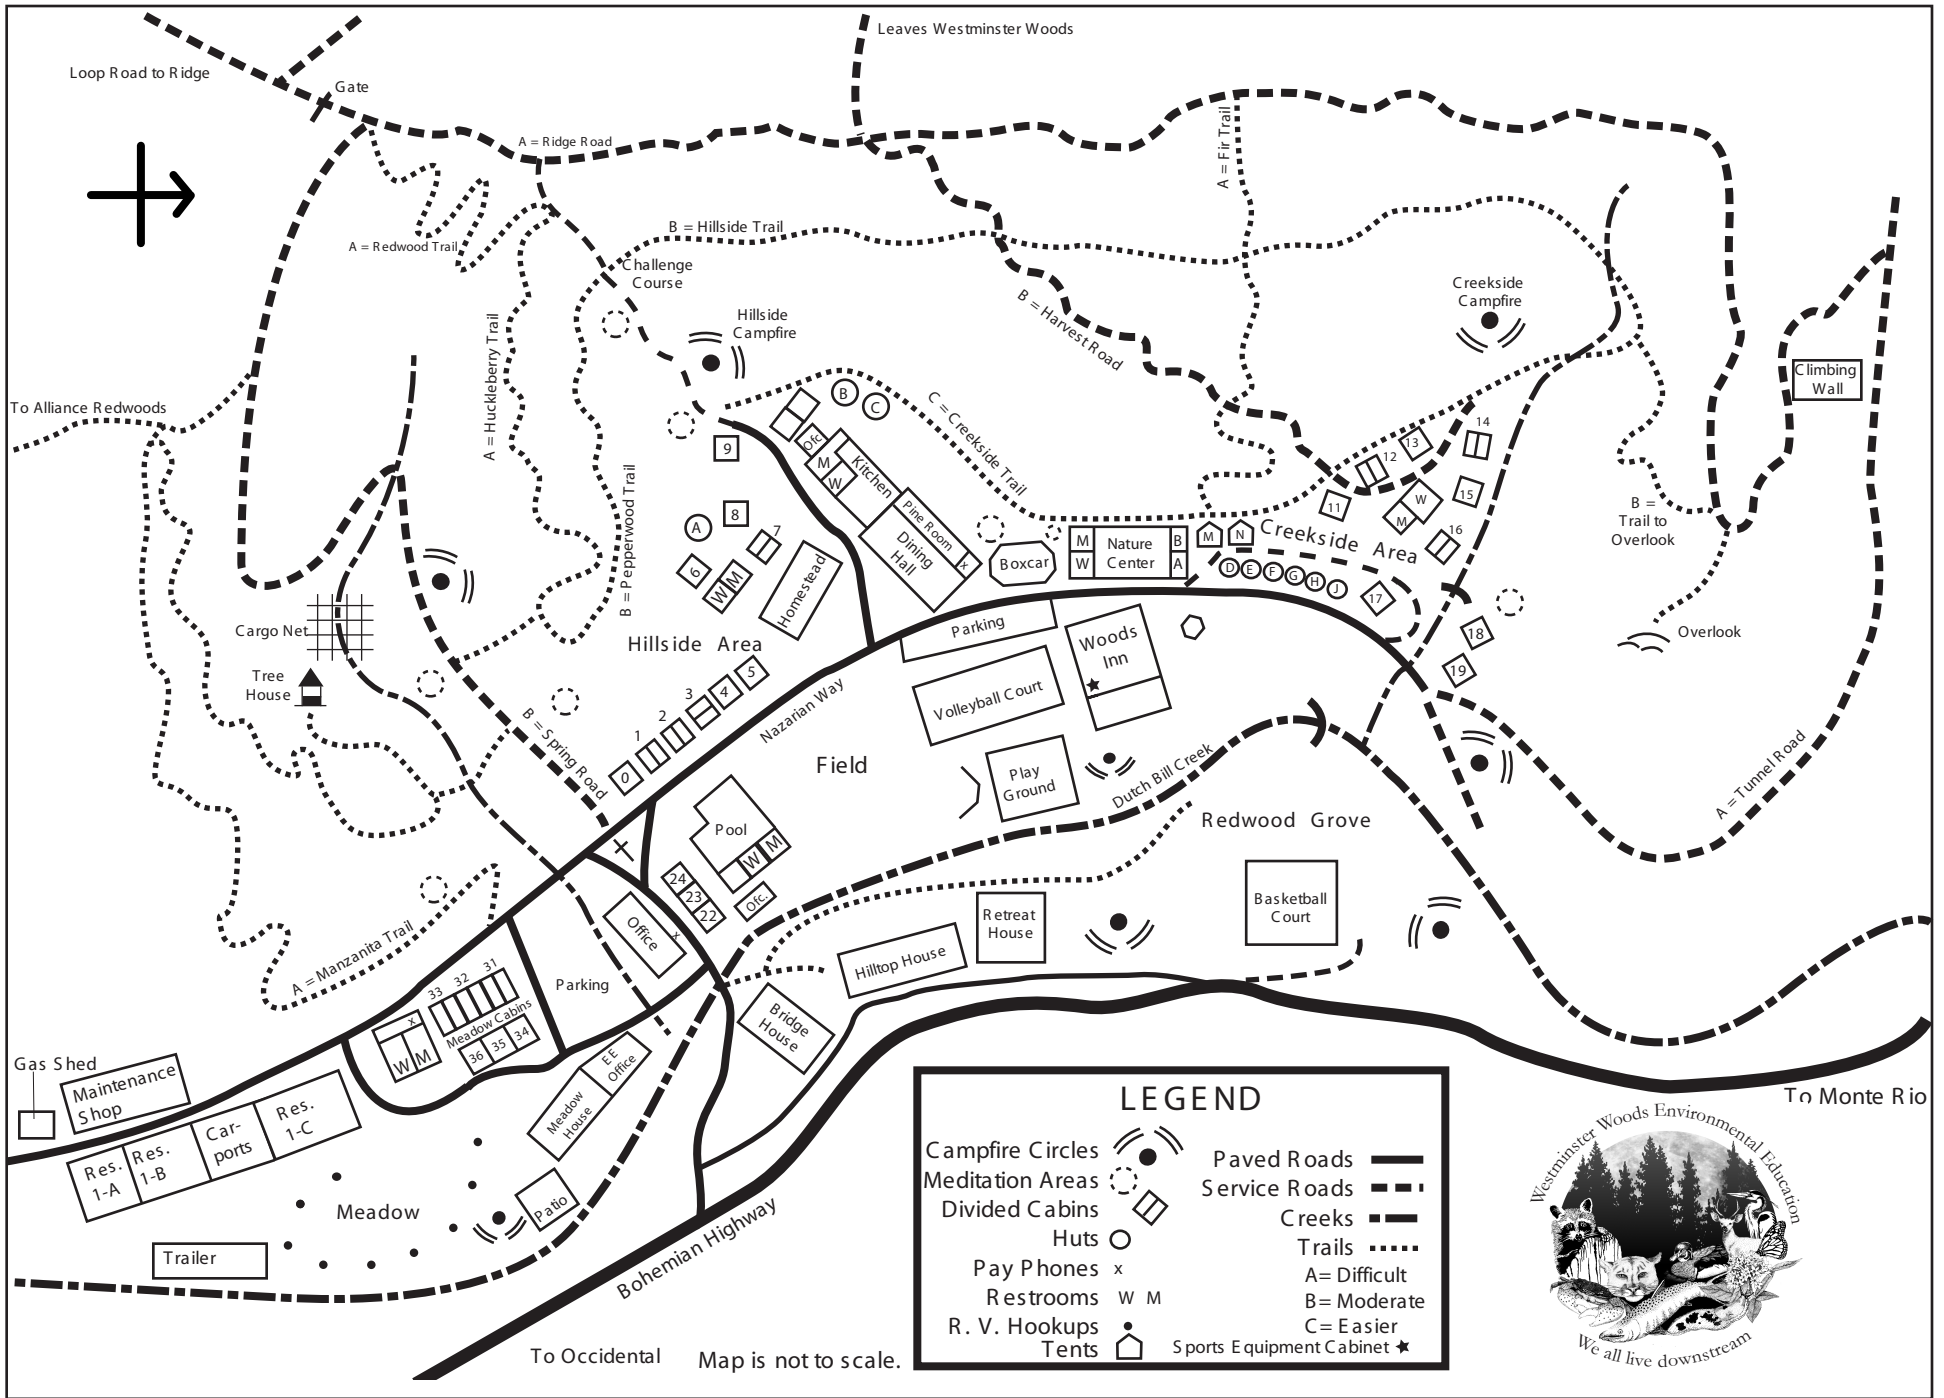 Leaves Westminster Woods
Loop Road to Ridge
Gate
A = Ridge Road
A = Fir Trail
A = Redwood Trail
B = Hillside Trail
Challenge
Course
Hillside
Campfire
Creekside
Campfire
B = Harvest Road
A = Huckleberry Trail
Climbing
Wall
To Alliance Redwoods
B
C
C = Creekside Trail
9
Ofc
M
W
Kitchen
Pine Room
Dining
Hall
x
B = Pepperwood Trail
A
8
7
6
W M
Homestead
Hillside Area
Boxcar
M
W
Nature
Center
B
A
M
N
Creekside Area
D
E
F
G
H
J
11
12
13
14
15
W
M
16
17
18
19
B =
Trail to
Overlook
Overlook
Cargo Net
Tree
House
B = Spring Road
0
1
2
3
4
5
Nazarian Way
Parking
Woods
Inn
Volleyball Court
Field
Play
Ground
Dutch Bill Creek
Redwood Grove
A = Tunnel Road
Pool
W M
24
23
22
Ofc.
Office
x
Parking
A = Manzanita Trail
33
32
31
Meadow Cabins
36
35
34
x
W M
Hilltop House
Retreat
House
Basketball
Court
Bridge
House
EE
Office
Meadow
House
Gas Shed
Maintenance
Shop
Res.
1-A
Res.
1-B
Car-
ports
Res.
1-C
Meadow
Patio
Trailer
Bohemian Highway
To Occidental
Map is not to scale.
To Monte Rio
LEGEND
Campfire Circles
Meditation Areas
Divided Cabins
Huts
Pay Phones x
Restrooms W M
R. V. Hookups
Tents
Paved Roads
Service Roads
Creeks
Trails
A= Difficult
B= Moderate
C= Easier
Sports Equipment Cabinet
Westminster Woods Environmental Education
We all live downstream